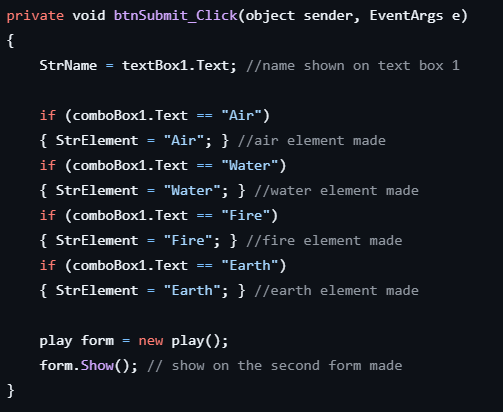 private void btnSubmit_Click(object sender, EventArgs e)
{
    StrName = textBox1.Text; //name shown on text box 1

    if (comboBox1.Text == "Air")
    { StrElement = "Air"; } //air element made
    if (comboBox1.Text == "Water")
    { StrElement = "Water"; } //water element made
    if (comboBox1.Text == "Fire")
    { StrElement = "Fire"; } //fire element made
    if (comboBox1.Text == "Earth")
    { StrElement = "Earth"; } //earth element made

    play form = new play();
    form.Show(); // show on the second form made
}